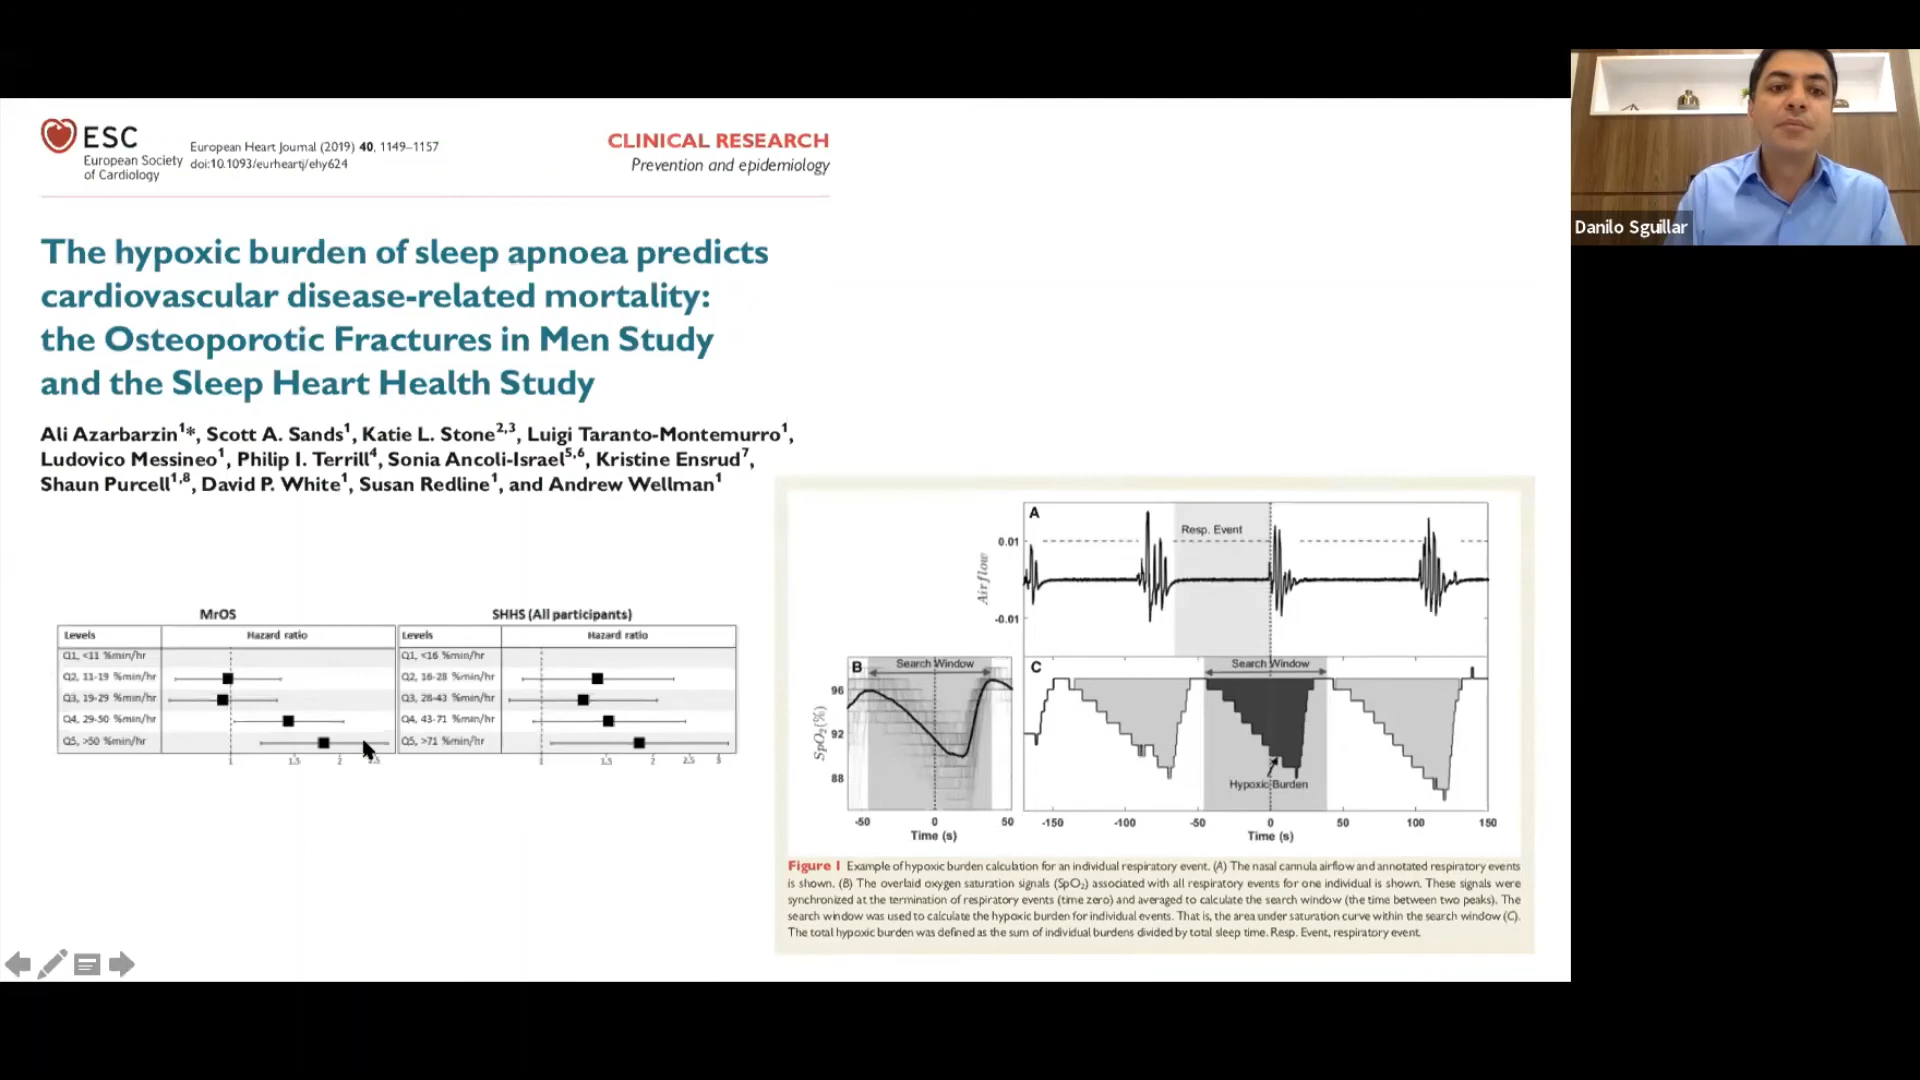 ESC
European Society
of Cardiology
European Heart Journal (2019) 40, 1149–1157
doi:10.1093/eurheartj/ehy624
CLINICAL RESEARCH
Prevention and epidemiology
The hypoxic burden of sleep apnoea predicts
cardiovascular disease-related mortality:
the Osteoporotic Fractures in Men Study
and the Sleep Heart Health Study
Ali Azarbarzin1*, Scott A. Sands1, Katie L. Stone2,3, Luigi Taranto-Montemurro1,
Ludovico Messineo1, Philip I. Terrill4, Sonia Ancoli-Israel5,6, Kristine Ensrud7,
Shaun Purcell1,8, David P. White1, Susan Redline1, and Andrew Wellman1
MrOS
Levels Hazard ratio
Q1, <11 %min/hr
Q2, 11-19 %min/hr
Q3, 19-29 %min/hr
Q4, 29-50 %min/hr
Q5, >50 %min/hr
1 1.5 2 2.5
SHHS (All participants)
Levels Hazard ratio
Q1, <16 %min/hr
Q2, 16-28 %min/hr
Q3, 28-43 %min/hr
Q4, 43-71 %min/hr
Q5, >71 %min/hr
1 1.5 2 2.5 3
A
Resp. Event
Airflow
0.01
-0.01
B
Search Window
SpO2(%)
96
92
88
-50 0 50
Time (s)
C
Search Window
Hypoxic Burden
-150 -100 -50 0 50 100 150
Time (s)
Figure 1 Example of hypoxic burden calculation for an individual respiratory event. (A) The nasal cannula airflow and annotated respiratory events
is shown. (B) The overlaid oxygen saturation signals (SpO2) associated with all respiratory events for one individual is shown. These signals were
synchronized at the termination of respiratory events (time zero) and averaged to calculate the search window (the time between two peaks). The
search window was used to calculate the hypoxic burden for individual events. That is, the area under saturation curve within the search window (C).
The total hypoxic burden was defined as the sum of individual burdens divided by total sleep time. Resp. Event, respiratory event.
Danilo Sguillar